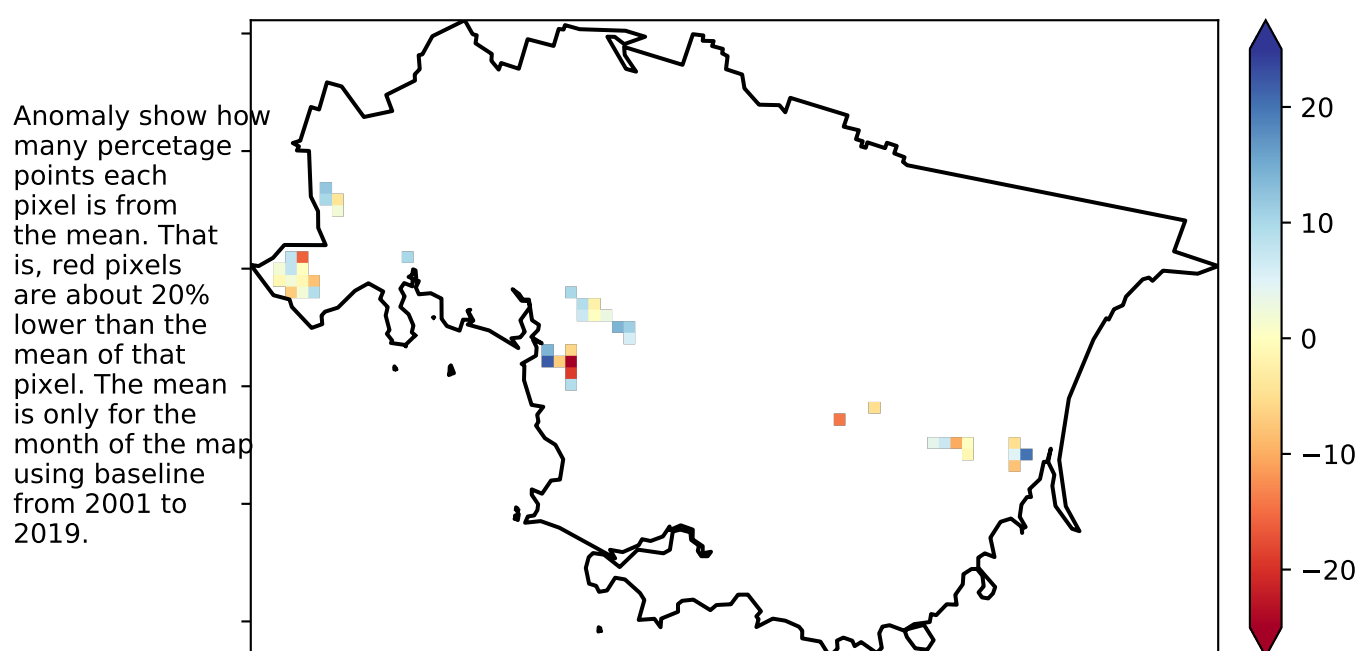 Anomaly show how
many percetage
points each
pixel is from
the mean. That
is, red pixels
are about 20%
lower than the
mean of that
pixel. The mean
is only for the
month of the map
using baseline
from 2001 to
2019.
20
10
0
−10
−20